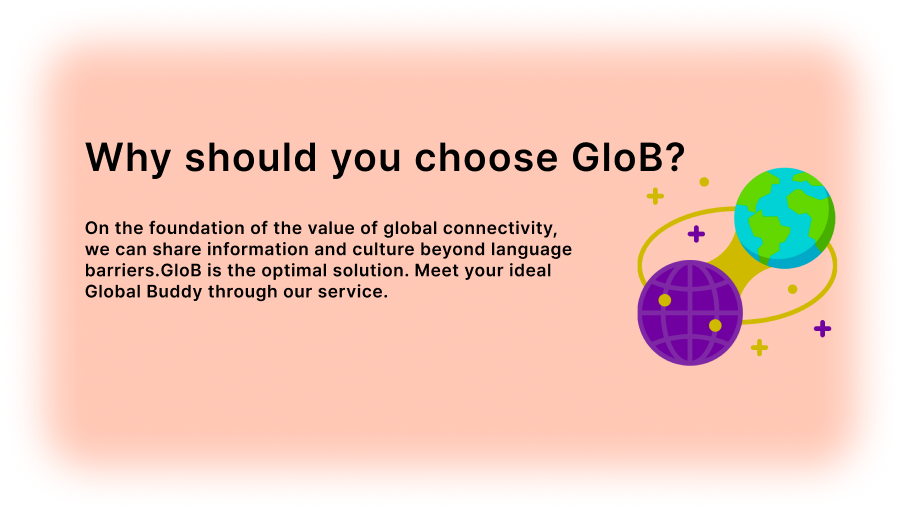 Why should you choose GloB?
On the foundation of the value of global connectivity,
we can share information and culture beyond language
barriers.GloB is the optimal solution. Meet your ideal
Global Buddy through our service.